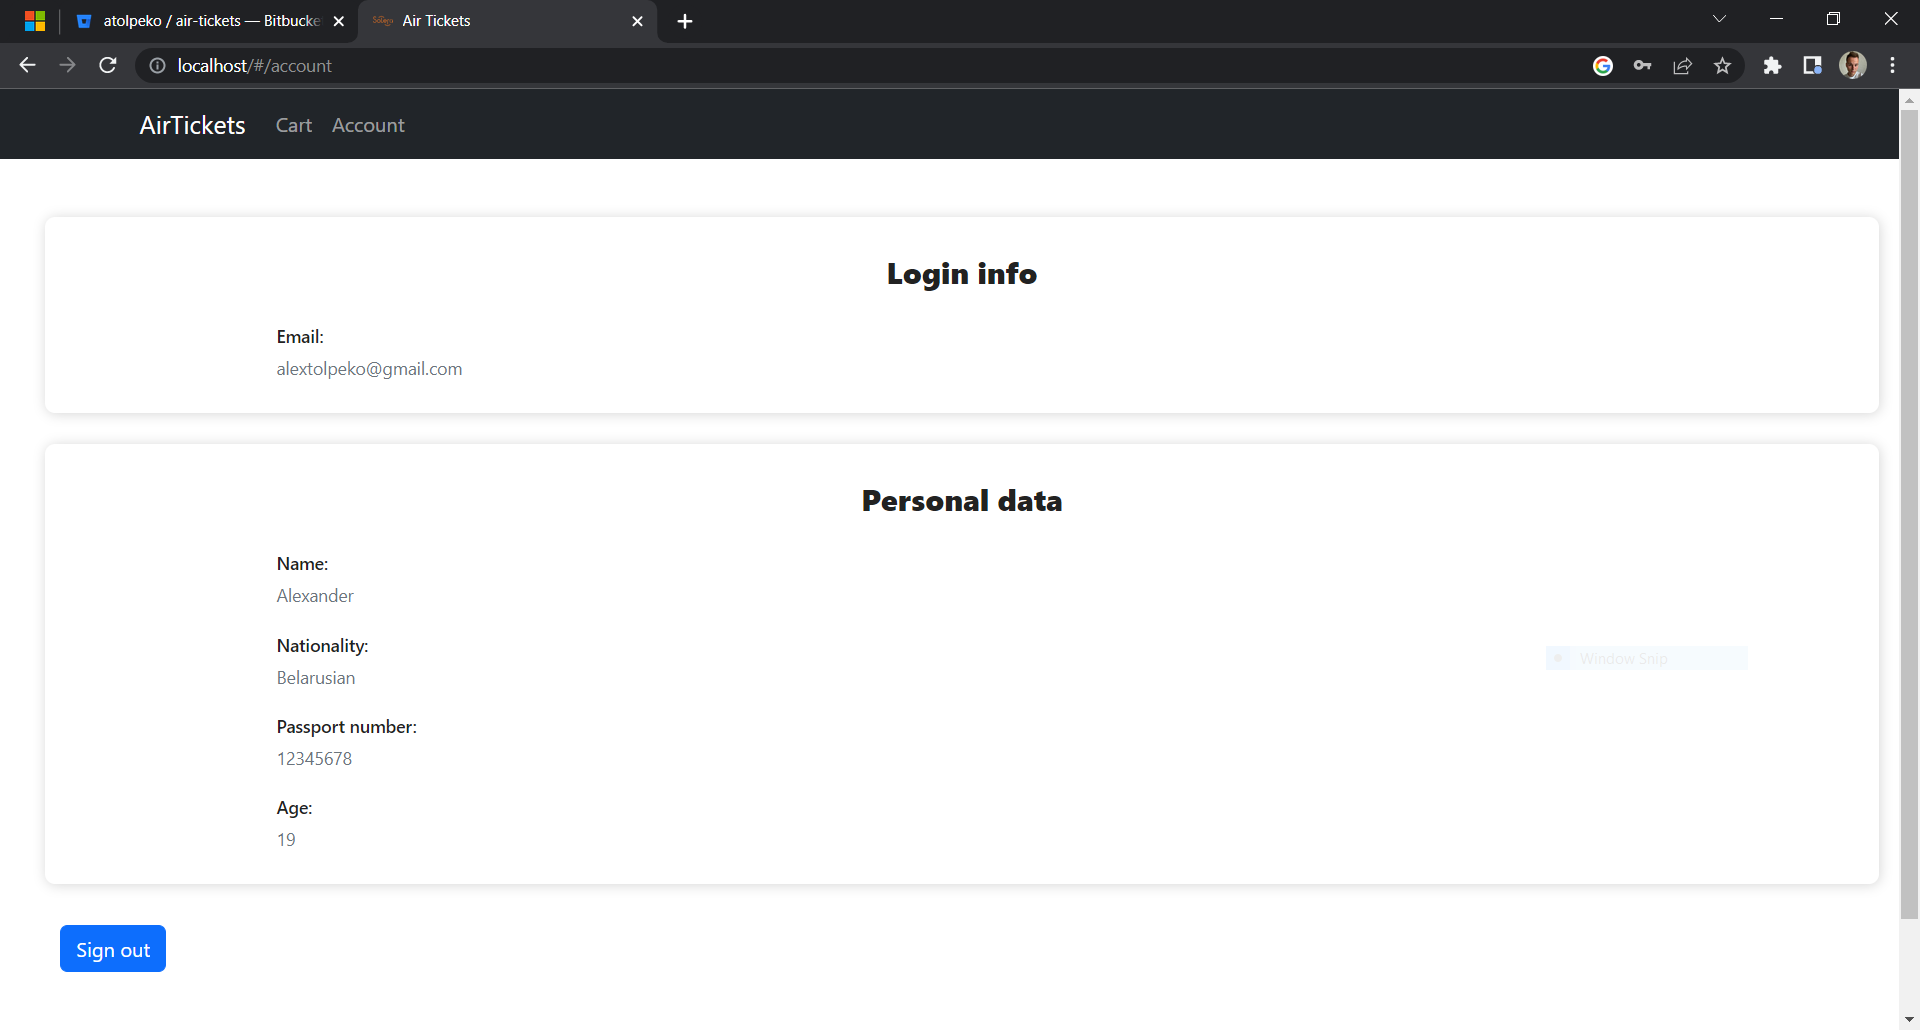 atolpeko / air-tickets — Bitbucke
Air Tickets
localhost/#/account
AirTickets
Cart
Account
Login info
Email:
alextolpeko@gmail.com
Personal data
Name:
Alexander
Nationality:
Belarusian
Window Snip
Passport number:
12345678
Age:
19
Sign out